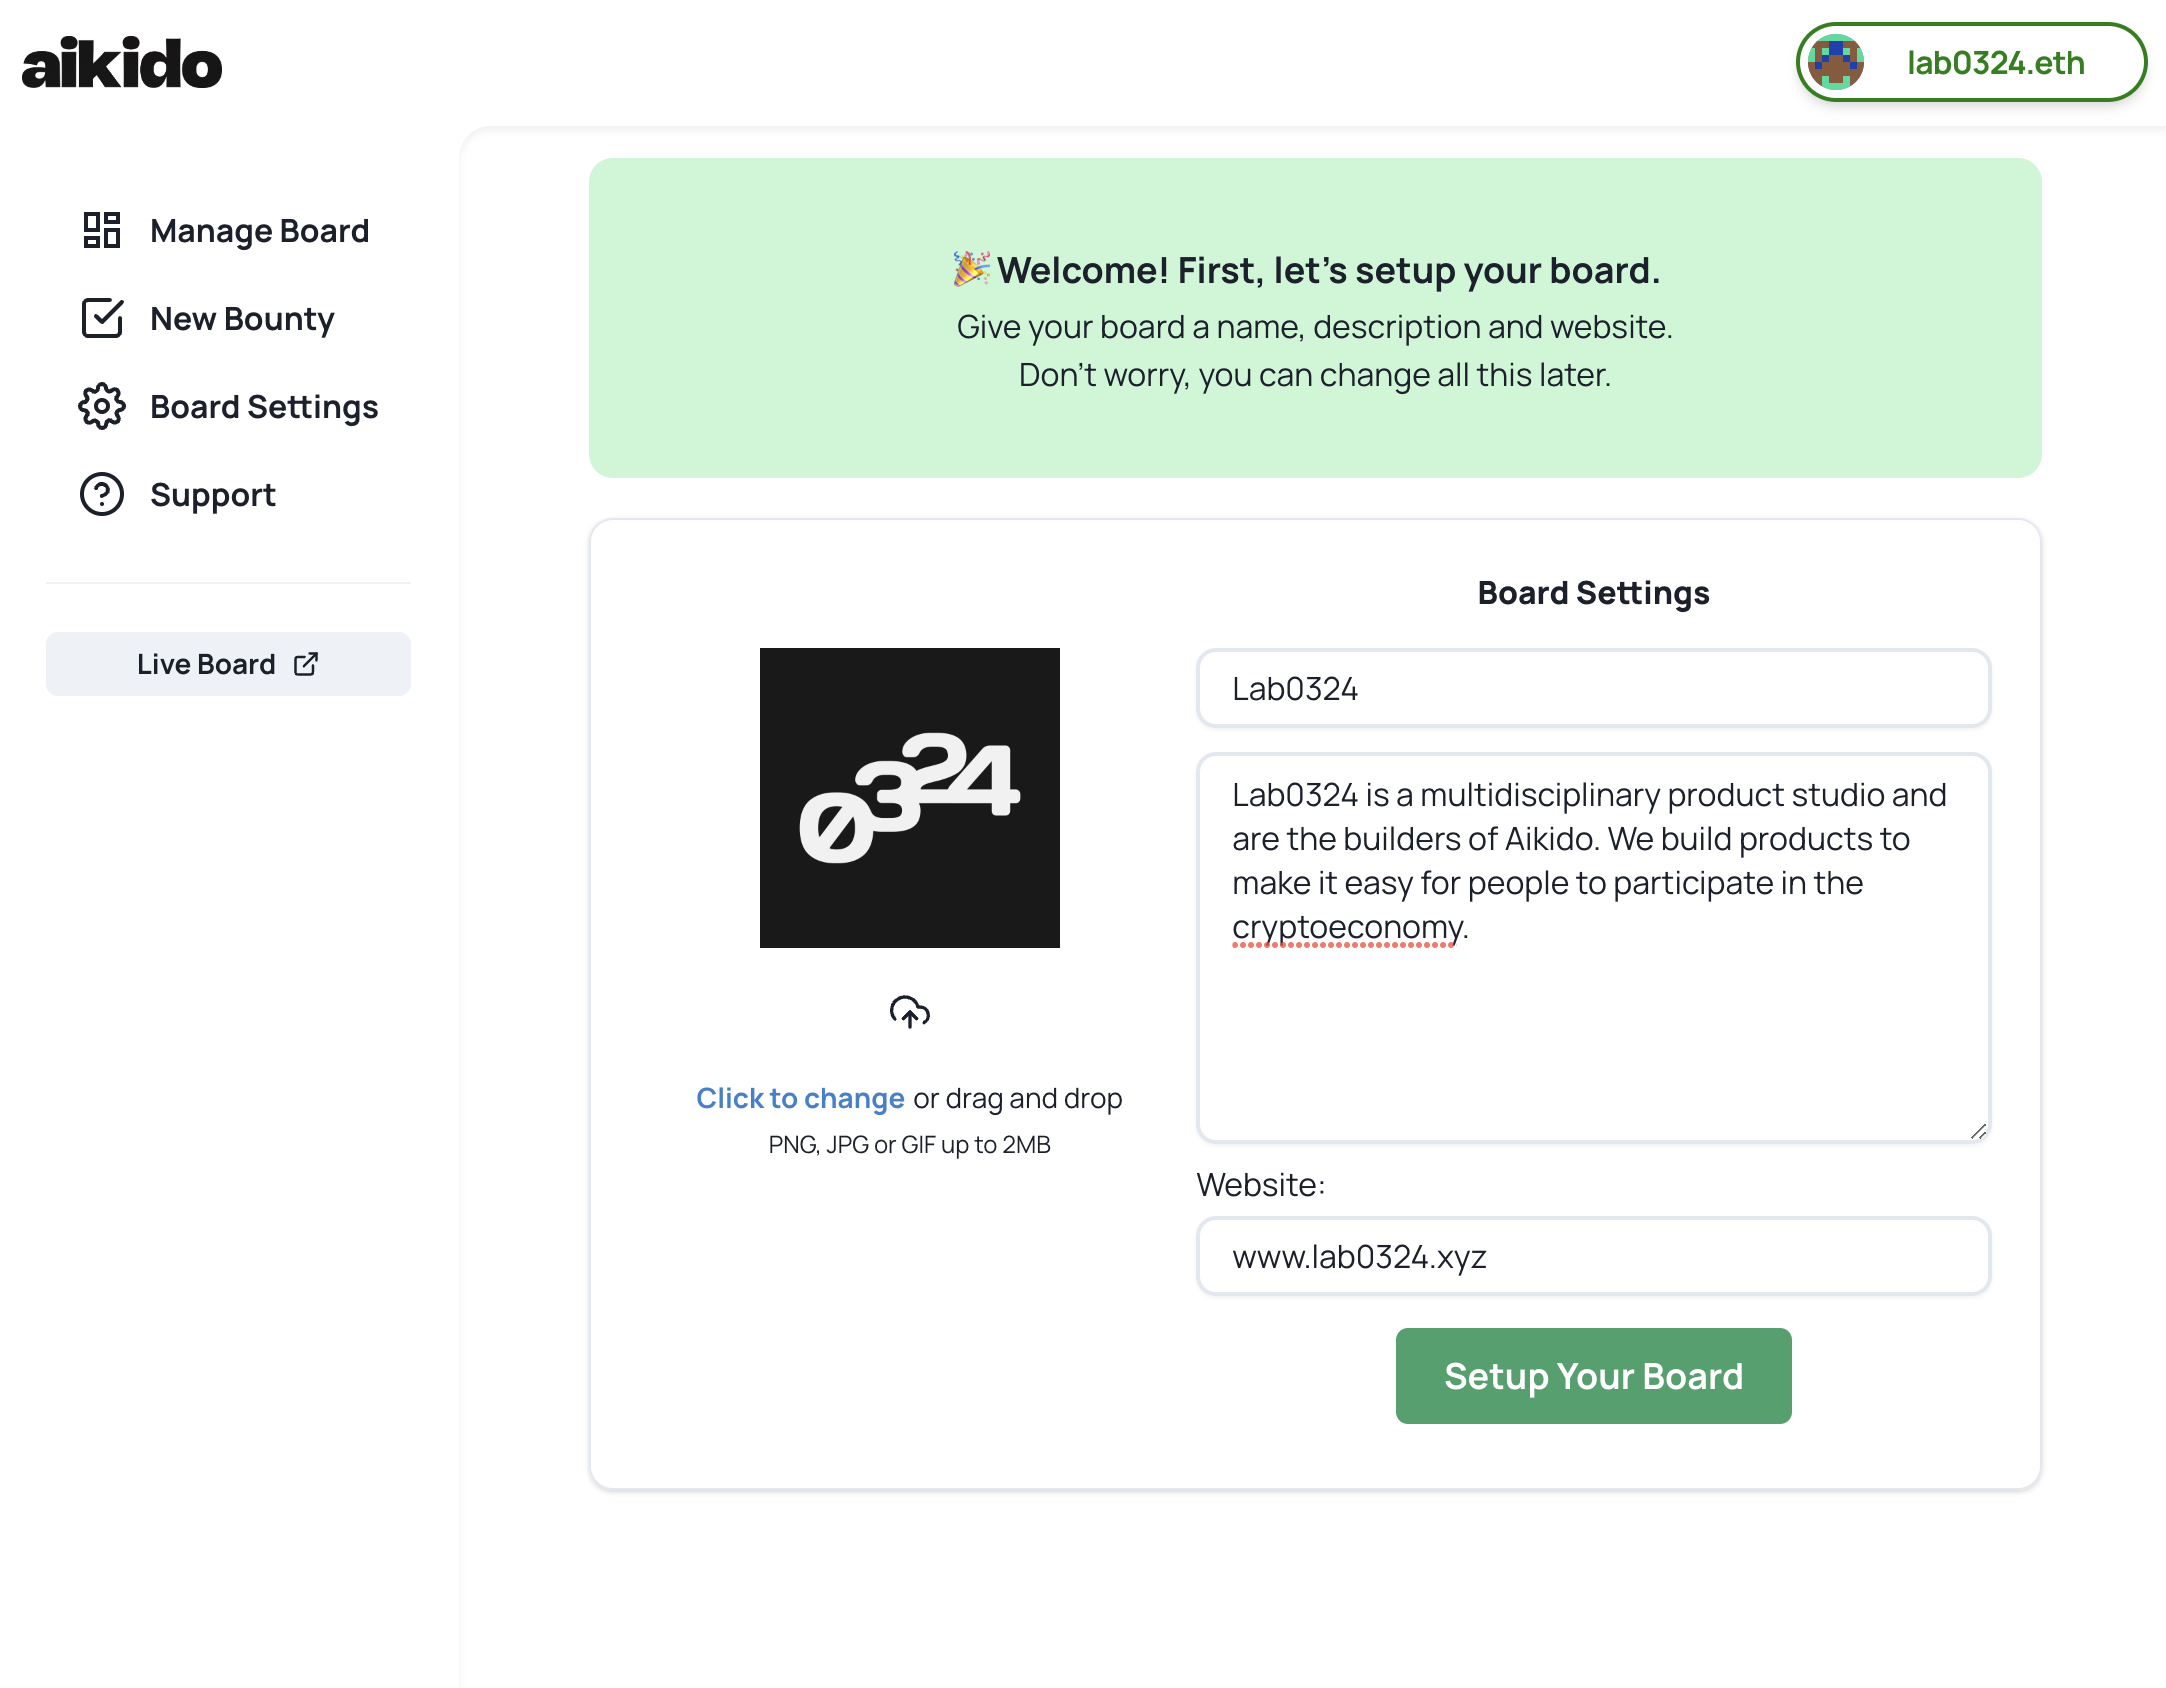 aikido
lab0324.eth
Manage Board
New Bounty
Board Settings
Support
Live Board
🎉 Welcome! First, let's setup your board.
Give your board a name, description and website.
Don't worry, you can change all this later.
Board Settings
0324
Click to change or drag and drop
PNG, JPG or GIF up to 2MB
Lab0324
Lab0324 is a multidisciplinary product studio and
are the builders of Aikido. We build products to
make it easy for people to participate in the
cryptoeconomy.
Website:
www.lab0324.xyz
Setup Your Board